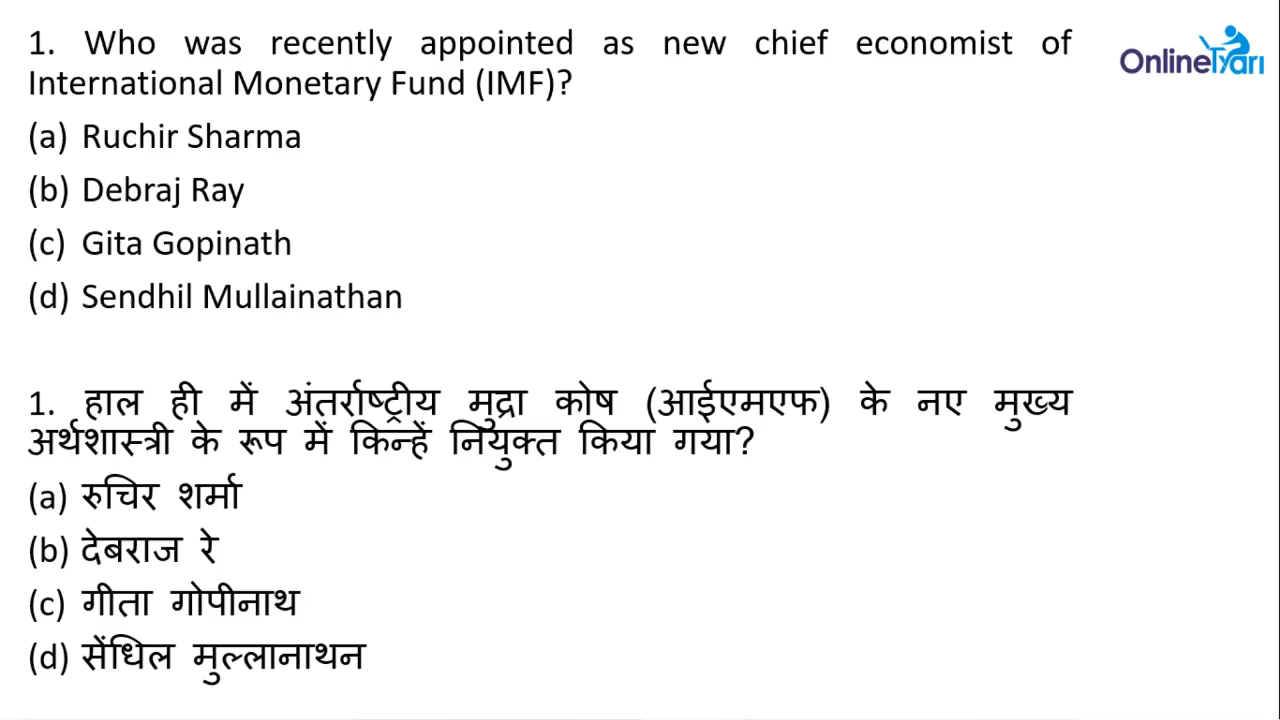 1. Who was recently appointed as new chief economist of
International Monetary Fund (IMF)?
(a) Ruchir Sharma
(b) Debraj Ray
(c) Gita Gopinath
(d) Sendhil Mullainathan
1. हाल ही में अंतर्राष्ट्रीय मुद्रा कोष (आईएमएफ) के नए मुख्य
अर्थशास्त्री के रूप में किन्हें नियुक्त किया गया?
(a) रुचिर शर्मा
(b) देबराज रे
(c) गीता गोपीनाथ
(d) सेंधिल मुल्लानाथन
OnlineTyari